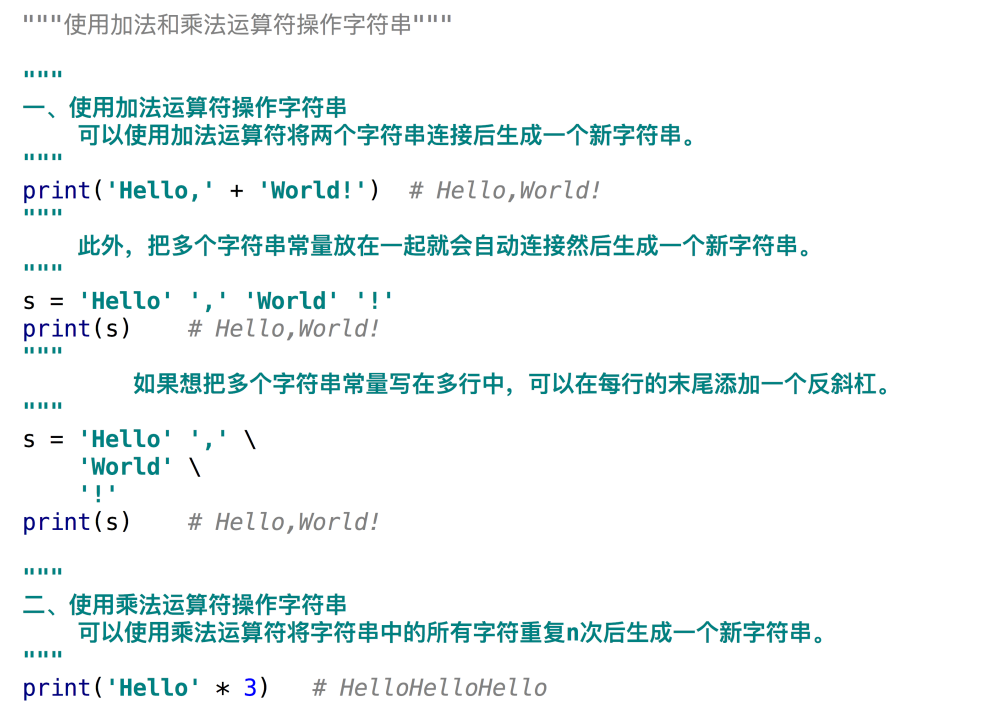 """使用加法和乘法运算符操作字符串"""
"""
一、使用加法运算符操作字符串
    可以使用加法运算符将两个字符串连接后生成一个新字符串。
"""
print('Hello,' + 'World!')  # Hello,World!
"""
    此外，把多个字符串常量放在一起就会自动连接然后生成一个新字符串。
"""
s = 'Hello' ',' 'World' '!'
print(s)    # Hello,World!
"""
        如果想把多个字符串常量写在多行中，可以在每行的末尾添加一个反斜杠。
"""
s = 'Hello' ',' \
    'World' \
    '!'
print(s)    # Hello,World!
"""
二、使用乘法运算符操作字符串
    可以使用乘法运算符将字符串中的所有字符重复n次后生成一个新字符串。
"""
print('Hello' * 3)   # HelloHelloHello